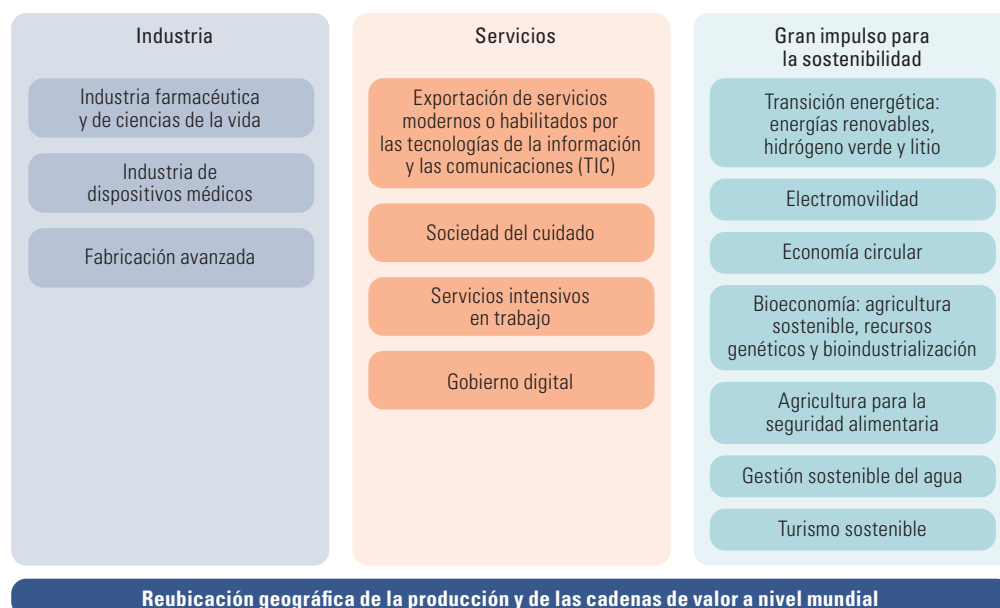 Industria
Industria farmacéutica
y de ciencias de la vida
Industria de
dispositivos médicos
Fabricación avanzada
Servicios
Exportación de servicios
modernos o habilitados por
las tecnologías de la información
y las comunicaciones (TIC)
Sociedad del cuidado
Servicios intensivos
en trabajo
Gobierno digital
Gran impulso para
la sostenibilidad
Transición energética:
energías renovables,
hidrógeno verde y litio
Electromovilidad
Economía circular
Bioeconomía: agricultura
sostenible, recursos
genéticos y bioindustrialización
Agricultura para la
seguridad alimentaria
Gestión sostenible del agua
Turismo sostenible
Reubicación geográfica de la producción y de las cadenas de valor a nivel mundial